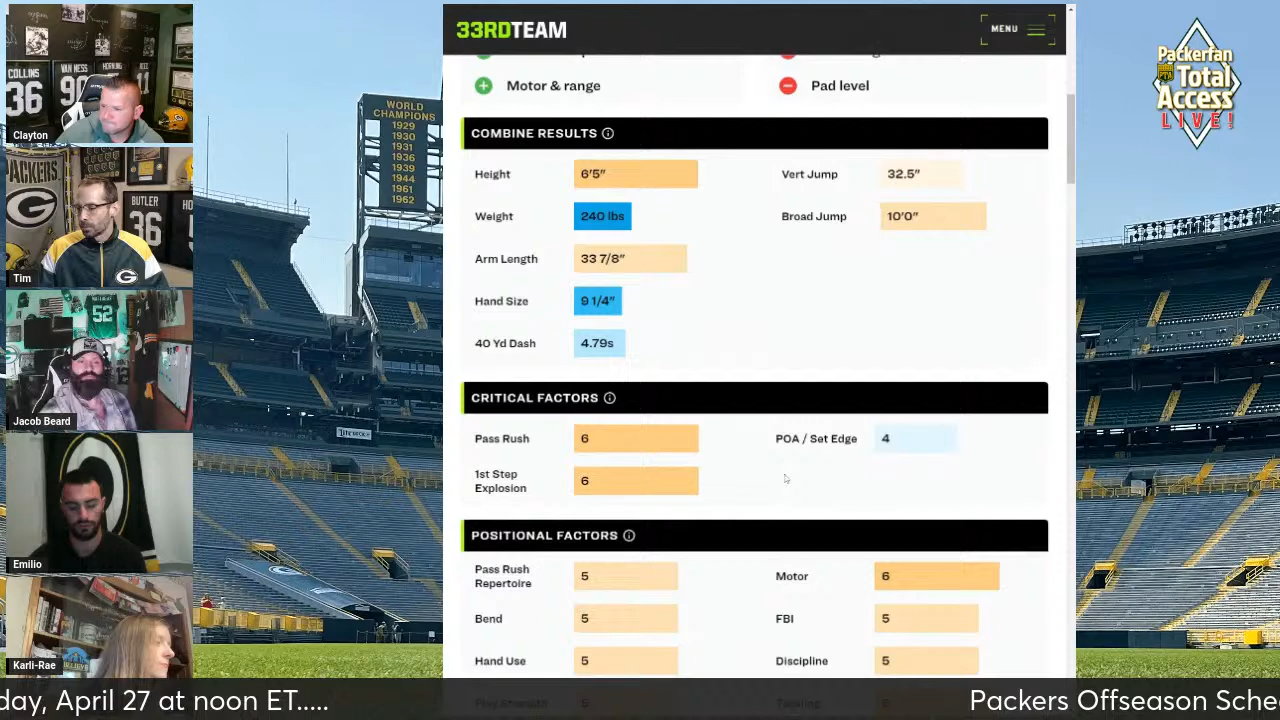 33RDTEAM
MENU
Motor & range
Pad level
COMBINE RESULTS
Height 6'5" Vert Jump 32.5"
Weight 240 lbs Broad Jump 10'0"
Arm Length 33 7/8"
Hand Size 9 1/4"
40 Yd Dash 4.79s
CRITICAL FACTORS
Pass Rush 6 POA / Set Edge 4
1st Step
Explosion 6
POSITIONAL FACTORS
Pass Rush
Repertoire 5 Motor 6
Bend 5 FBI 5
Hand Use 5 Discipline 5
Play Strength 5 Tackling
Packerfan
PTA
Total
Access
LIVE!
WORLD
CHAMPIONS
1929
1930
1931
1936
1939
1944
1961
1962
COLLINS
36
VAN NESS
90
Clayton
PACKERS
G
BUTLER
36
G
Tim
52
Jacob Beard
Emilio
Karli-Rae
day, April 27 at noon ET.....
Packers Offseason Sche